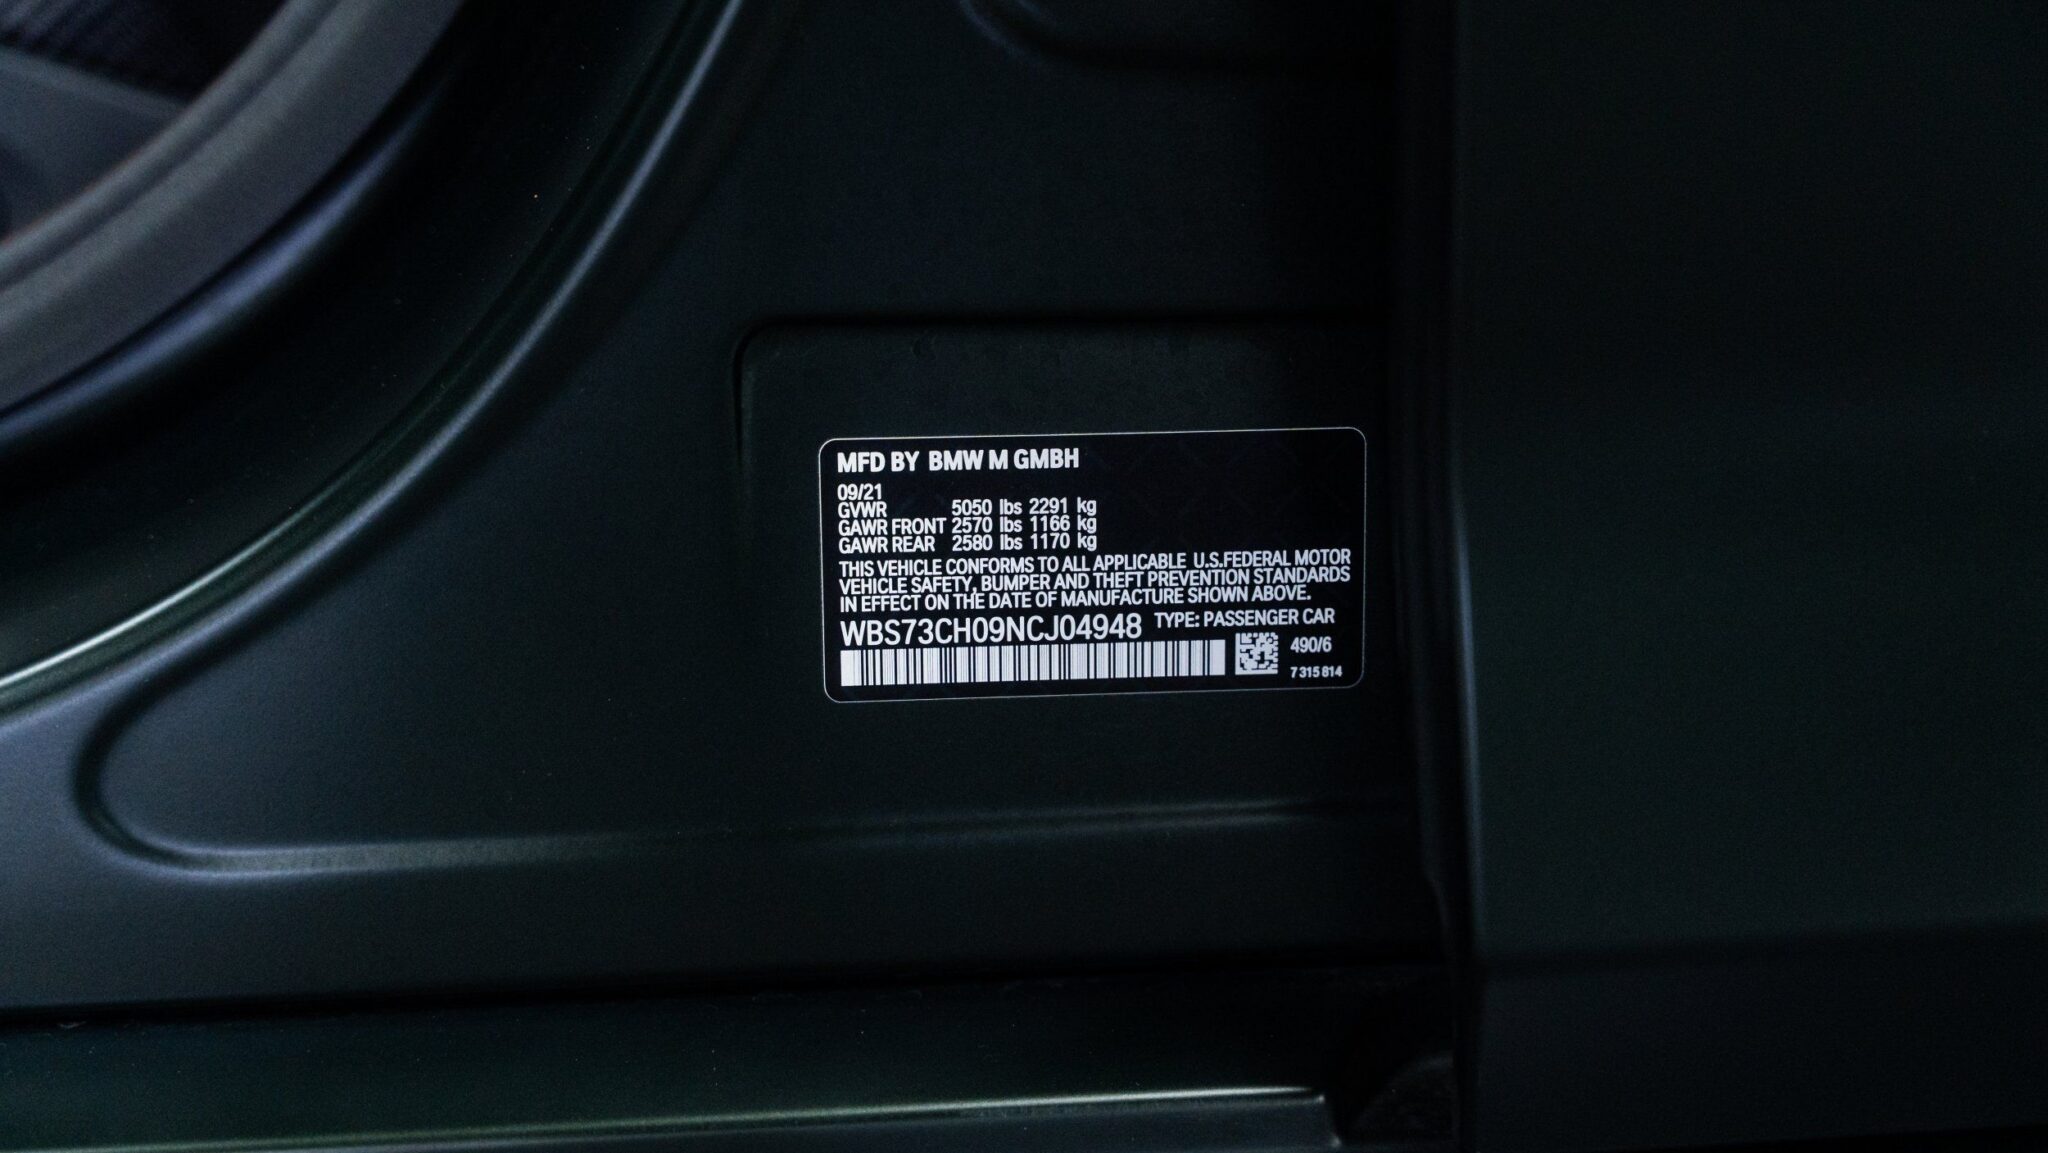 MFD BY BMW M GMBH
09/21
GVWR 5050 lbs 2291 kg
GAWR FRONT 2570 lbs 1166 kg
GAWR REAR 2580 lbs 1170 kg
THIS VEHICLE CONFORMS TO ALL APPLICABLE U.S.FEDERAL MOTOR
VEHICLE SAFETY, BUMPER AND THEFT PREVENTION STANDARDS
IN EFFECT ON THE DATE OF MANUFACTURE SHOWN ABOVE.
WBS73CH09NCJ04948 TYPE: PASSENGER CAR
490/6
7 315 814